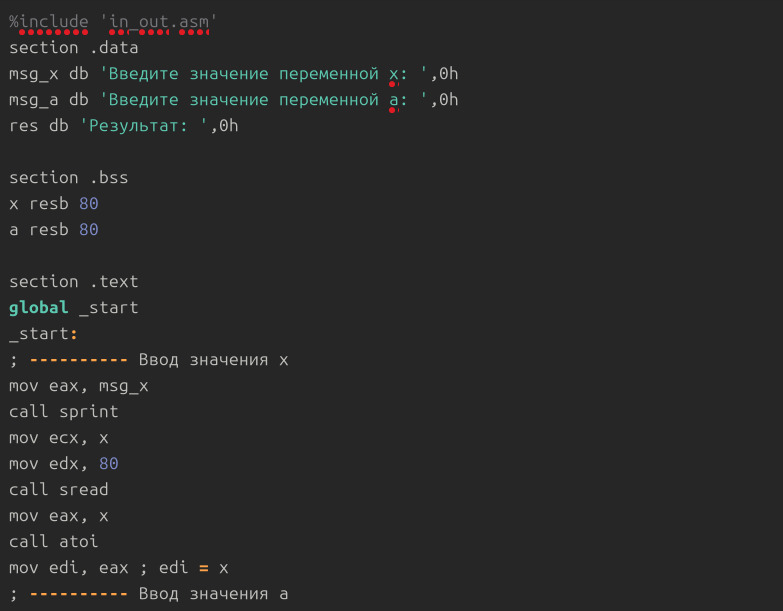 %include 'in_out.asm'
section .data
msg_x db 'Введите значение переменной x: ',0h
msg_a db 'Введите значение переменной a: ',0h
res db 'Результат: ',0h
section .bss
x resb 80
a resb 80
section .text
global _start
_start:
; ---------- Ввод значения x
mov eax, msg_x
call sprint
mov ecx, x
mov edx, 80
call sread
mov eax, x
call atoi
mov edi, eax ; edi = x
; ---------- Ввод значения a